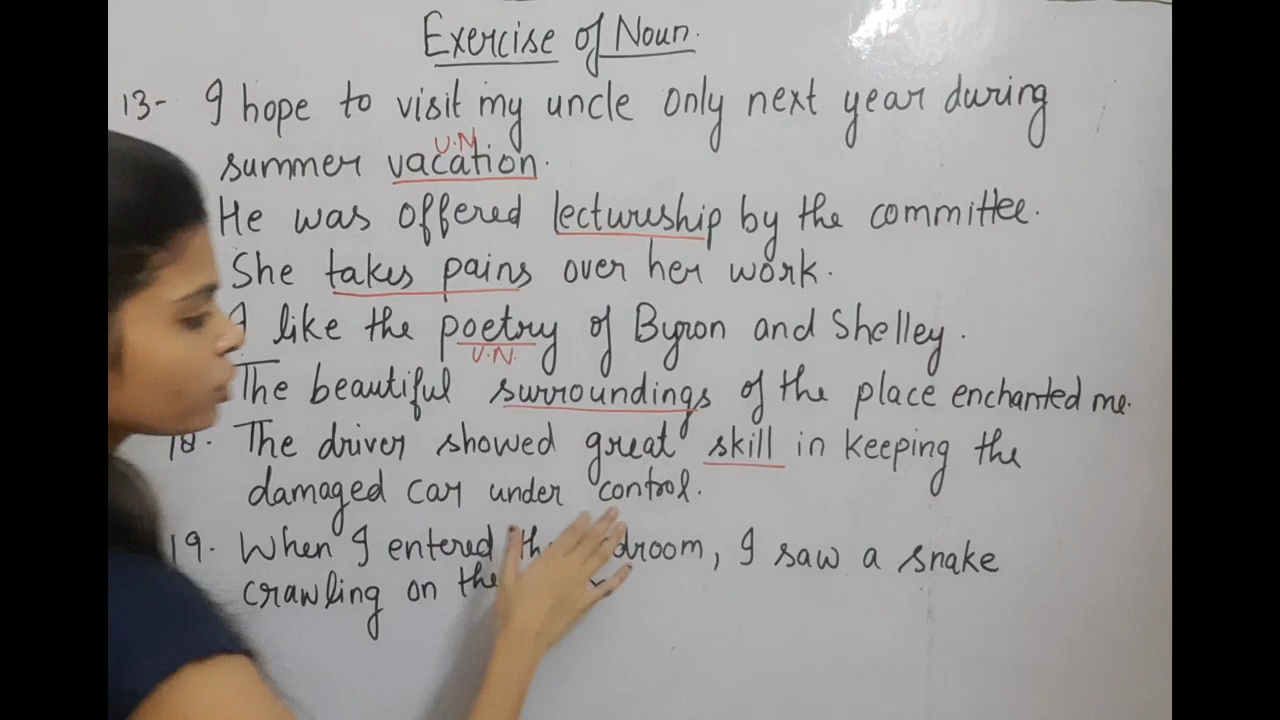 Exercise of Noun.
13- I hope to visit my uncle only next year during
U.N
summer vacation.
He was offered lectureship by the committee.
She takes pains over her work.
I like the poetry of Byron and Shelley.
U.N.
The beautiful surroundings of the place enchanted me.
18. The driver showed great skill in keeping the
damaged car under control.
19. When I entered the droom, I saw a snake
crawling on the